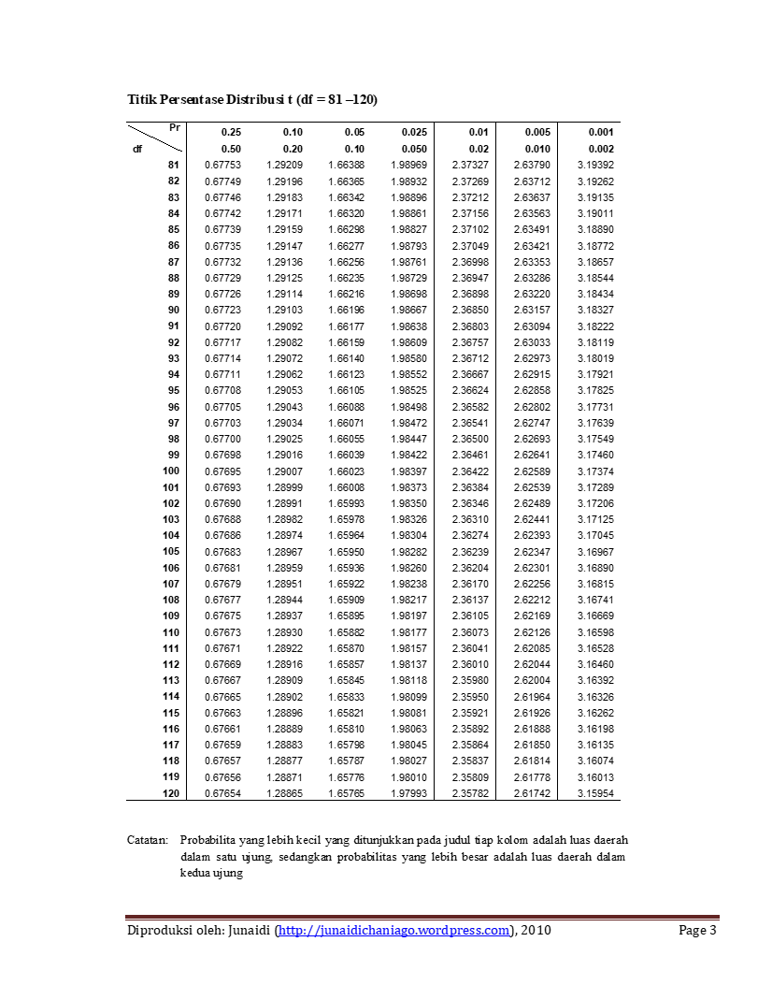 Titik Persentase Distribusi t (df = 81 –120)
Pr 0.25 0.10 0.05 0.025 0.01 0.005 0.001
df 0.50 0.20 0.10 0.050 0.02 0.010 0.002
81 0.67753 1.29209 1.66388 1.98969 2.37327 2.63790 3.19392
82 0.67749 1.29196 1.66365 1.98932 2.37269 2.63712 3.19262
83 0.67746 1.29183 1.66342 1.98896 2.37212 2.63637 3.19135
84 0.67742 1.29171 1.66320 1.98861 2.37156 2.63563 3.19011
85 0.67739 1.29159 1.66298 1.98827 2.37102 2.63491 3.18890
86 0.67735 1.29147 1.66277 1.98793 2.37049 2.63421 3.18772
87 0.67732 1.29136 1.66256 1.98761 2.36998 2.63353 3.18657
88 0.67729 1.29125 1.66235 1.98729 2.36947 2.63286 3.18544
89 0.67726 1.29114 1.66216 1.98698 2.36898 2.63220 3.18434
90 0.67723 1.29103 1.66196 1.98667 2.36850 2.63157 3.18327
91 0.67720 1.29092 1.66177 1.98638 2.36803 2.63094 3.18222
92 0.67717 1.29082 1.66159 1.98609 2.36757 2.63033 3.18119
93 0.67714 1.29072 1.66140 1.98580 2.36712 2.62973 3.18019
94 0.67711 1.29062 1.66123 1.98552 2.36667 2.62915 3.17921
95 0.67708 1.29053 1.66105 1.98525 2.36624 2.62858 3.17825
96 0.67705 1.29043 1.66088 1.98498 2.36582 2.62802 3.17731
97 0.67703 1.29034 1.66071 1.98472 2.36541 2.62747 3.17639
98 0.67700 1.29025 1.66055 1.98447 2.36500 2.62693 3.17549
99 0.67698 1.29016 1.66039 1.98422 2.36461 2.62641 3.17460
100 0.67695 1.29007 1.66023 1.98397 2.36422 2.62589 3.17374
101 0.67693 1.28999 1.66008 1.98373 2.36384 2.62539 3.17289
102 0.67690 1.28991 1.65993 1.98350 2.36346 2.62489 3.17206
103 0.67688 1.28982 1.65978 1.98326 2.36310 2.62441 3.17125
104 0.67686 1.28974 1.65964 1.98304 2.36274 2.62393 3.17045
105 0.67683 1.28967 1.65950 1.98282 2.36239 2.62347 3.16967
106 0.67681 1.28959 1.65936 1.98260 2.36204 2.62301 3.16890
107 0.67679 1.28951 1.65922 1.98238 2.36170 2.62256 3.16815
108 0.67677 1.28944 1.65909 1.98217 2.36137 2.62212 3.16741
109 0.67675 1.28937 1.65895 1.98197 2.36105 2.62169 3.16669
110 0.67673 1.28930 1.65882 1.98177 2.36073 2.62126 3.16598
111 0.67671 1.28922 1.65870 1.98157 2.36041 2.62085 3.16528
112 0.67669 1.28916 1.65857 1.98137 2.36010 2.62044 3.16460
113 0.67667 1.28909 1.65845 1.98118 2.35980 2.62004 3.16392
114 0.67665 1.28902 1.65833 1.98099 2.35950 2.61964 3.16326
115 0.67663 1.28896 1.65821 1.98081 2.35921 2.61926 3.16262
116 0.67661 1.28889 1.65810 1.98063 2.35892 2.61888 3.16198
117 0.67659 1.28883 1.65798 1.98045 2.35864 2.61850 3.16135
118 0.67657 1.28877 1.65787 1.98027 2.35837 2.61814 3.16074
119 0.67656 1.28871 1.65776 1.98010 2.35809 2.61778 3.16013
120 0.67654 1.28865 1.65765 1.97993 2.35782 2.61742 3.15954
Catatan: Probabilita yang lebih kecil yang ditunjukkan pada judul tiap kolom adalah luas daerah
dalam satu ujung, sedangkan probabilitas yang lebih besar adalah luas daerah dalam
kedua ujung
Diproduksi oleh: Junaidi (http://junaidichaniago.wordpress.com), 2010 Page 3